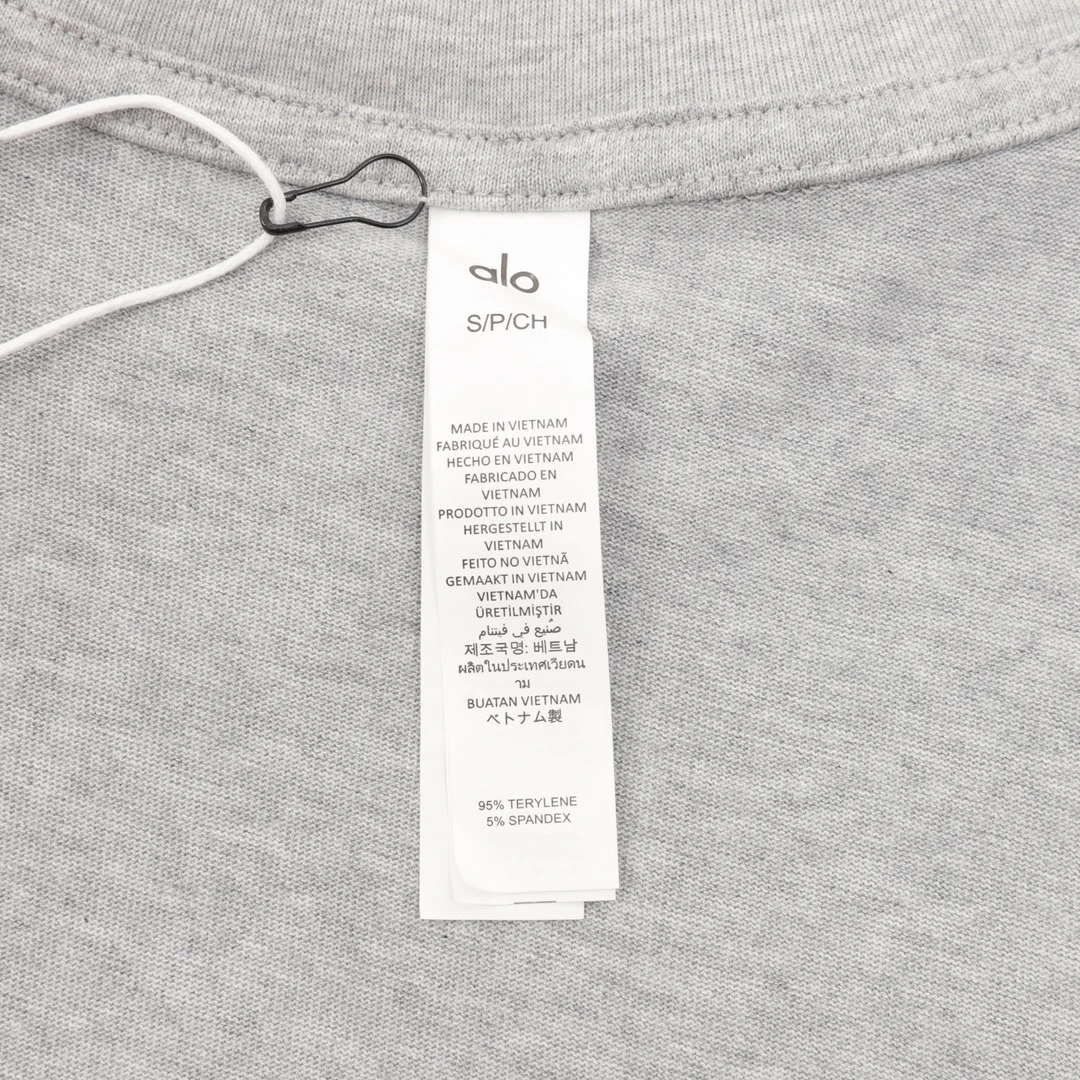 alo
S/P/CH
MADE IN VIETNAM
FABRIQUÉ AU VIETNAM
HECHO EN VIETNAM
FABRICADO EN
VIETNAM
PRODOTTO IN VIETNAM
HERGESTELLT IN
VIETNAM
FEITO NO VIETNÃ
GEMAAKT IN VIETNAM
VIETNAM'DA
ÜRETİLMİŞTİR
صُنِع في فيتنام
제조국명: 베트남
ผลิตในประเทศเวียดน
าม
BUATAN VIETNAM
ベトナム製
95% TERYLENE
5% SPANDEX